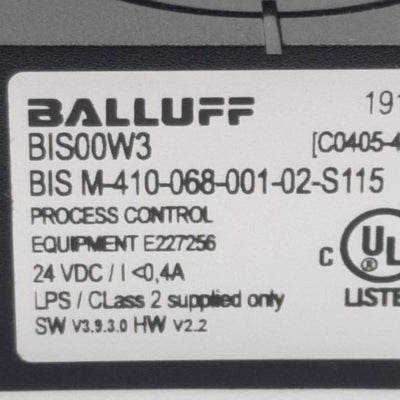 BALLUFF 191
BIS00W3 [C0405-4
BIS M-410-068-001-02-S115
PROCESS CONTROL
EQUIPMENT E227256
24 VDC / I <0,4A
LPS / CLass 2 supplied only
SW V3.9.3.0 HW V2.2
C UL ®
LISTE